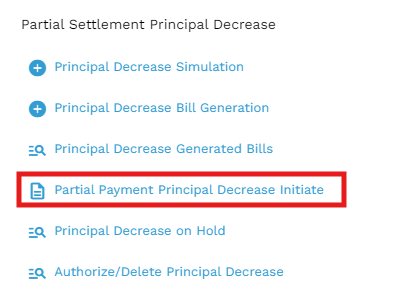 Partial Settlement Principal Decrease
Principal Decrease Simulation
Principal Decrease Bill Generation
Principal Decrease Generated Bills
Partial Payment Principal Decrease Initiate
Principal Decrease on Hold
Authorize/Delete Principal Decrease